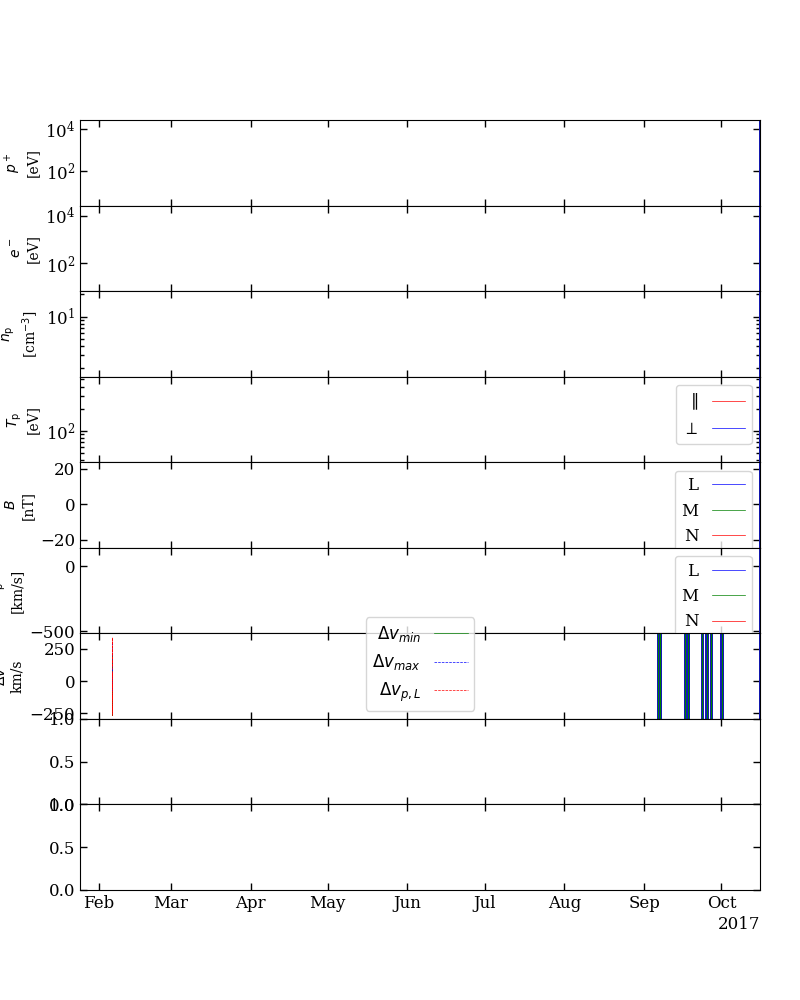 10⁴
10²
p⁺
[eV]
10⁴
10²
e⁻
[eV]
10¹
nₚ
[cm⁻³]
10²
Tₚ
[eV]
∥
⊥
20
0
−20
B
[nT]
L
M
N
0
−500
p
[km/s]
L
M
N
250
0
−250
km/s
Δv_min
Δv_max
Δv_p,L
1.0
0.5
0.0
1.0
0.5
0.0
Feb Mar Apr May Jun Jul Aug Sep Oct
2017